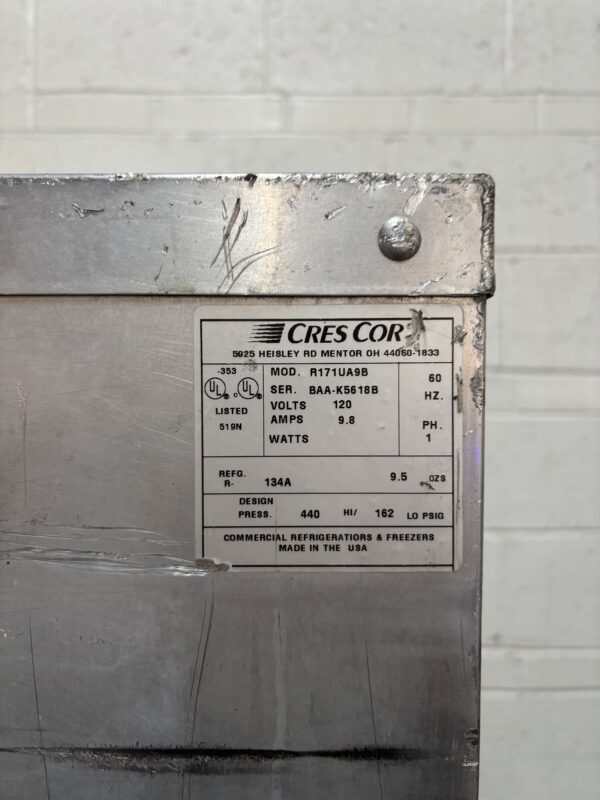 CRES COR
5925 HEISLEY RD MENTOR OH 44060-1833
-353
UL c UL
LISTED
519N
MOD. R171UA9B
SER. BAA-K5618B
VOLTS 120
AMPS 9.8
WATTS
60
HZ.
PH.
1
REFG.
R- 134A 9.5 OZS
DESIGN
PRESS. 440 HI/ 162 LO PSIG
COMMERCIAL REFRIGERATIORS & FREEZERS
MADE IN THE USA